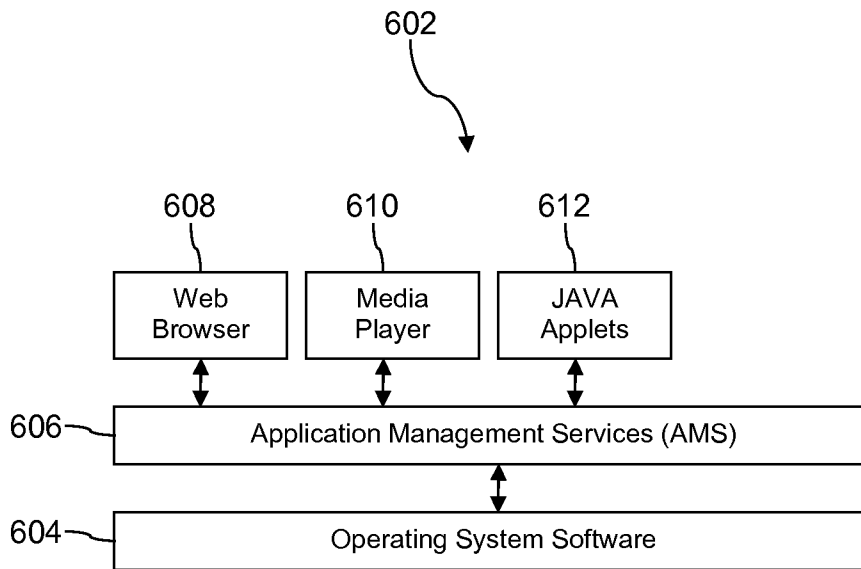 602
608
610
612
Web
Browser
Media
Player
JAVA
Applets
606
Application Management Services (AMS)
604
Operating System Software